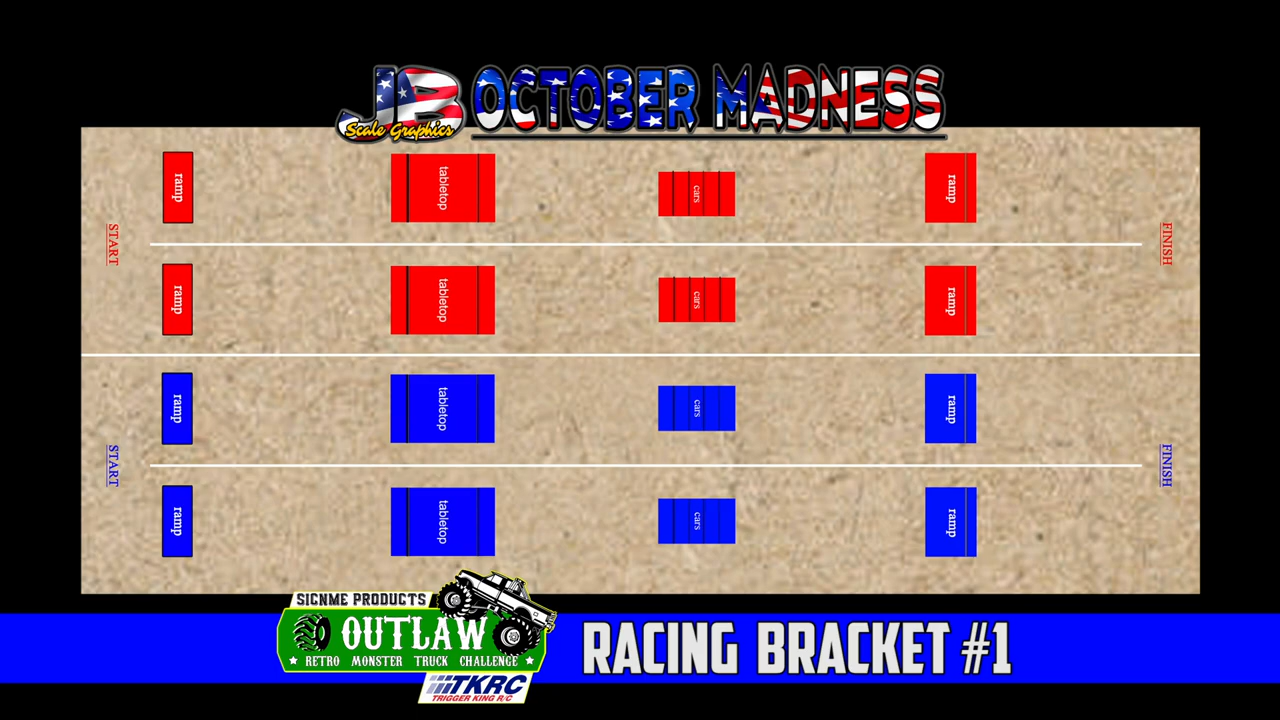 JB
Scale Graphics
OCTOBER MADNESS
ramp tabletop cars ramp
START FINISH
ramp tabletop cars ramp
ramp tabletop cars ramp
START FINISH
ramp tabletop cars ramp
SIGNME PRODUCTS
OUTLAW
RETRO MONSTER TRUCK CHALLENGE
TKRC
TRIGGER KING R/C
RACING BRACKET #1